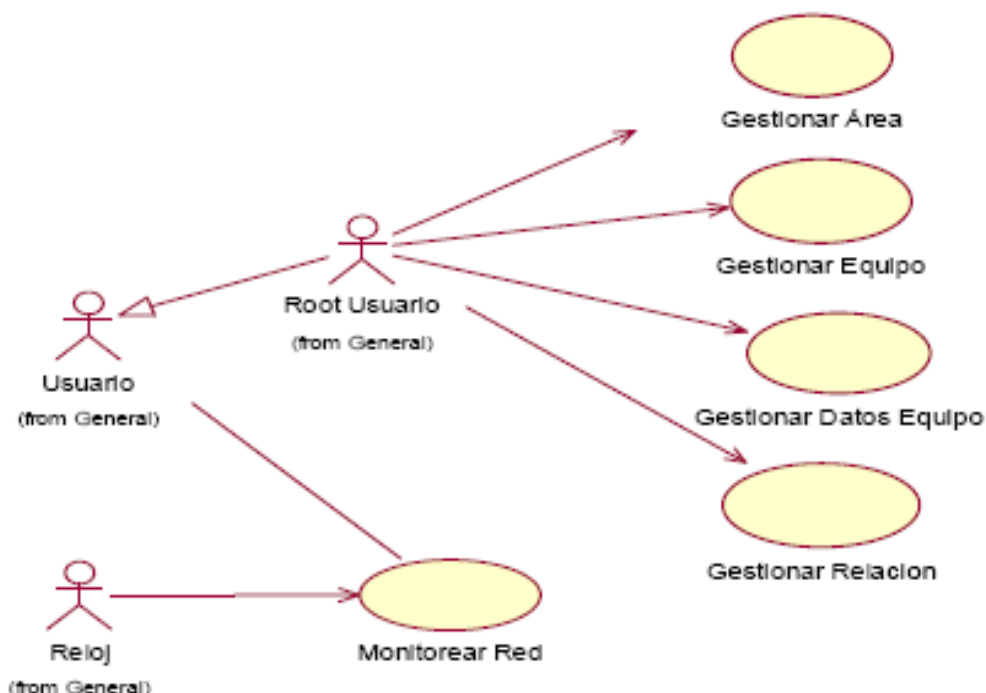 Gestionar Área
Gestionar Equipo
Root Usuario
(from General)
Usuario
(from General)
Gestionar Datos Equipo
Gestionar Relacion
Reloj
(from General)
Monitorear Red